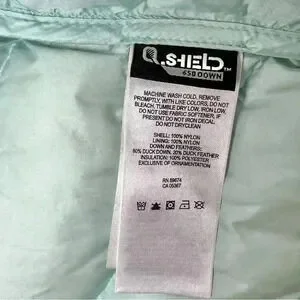 Q.SHIELD™
650 DOWN
MACHINE WASH COLD, REMOVE
PROMPTLY, WITH LIKE COLORS, DO NOT
BLEACH, TUMBLE DRY LOW, IRON LOW,
DO NOT USE FABRIC SOFTENER, IF
PRESENT DO NOT IRON DECAL.
DO NOT DRYCLEAN
SHELL: 100% NYLON
LINING: 100% NYLON
DOWN AND FEATHERS:
80% DUCK DOWN, 20% DUCK FEATHER
INSULATION: 100% POLYESTER
EXCLUSIVE OF ORNAMENTATION
RN 69674
CA 05367